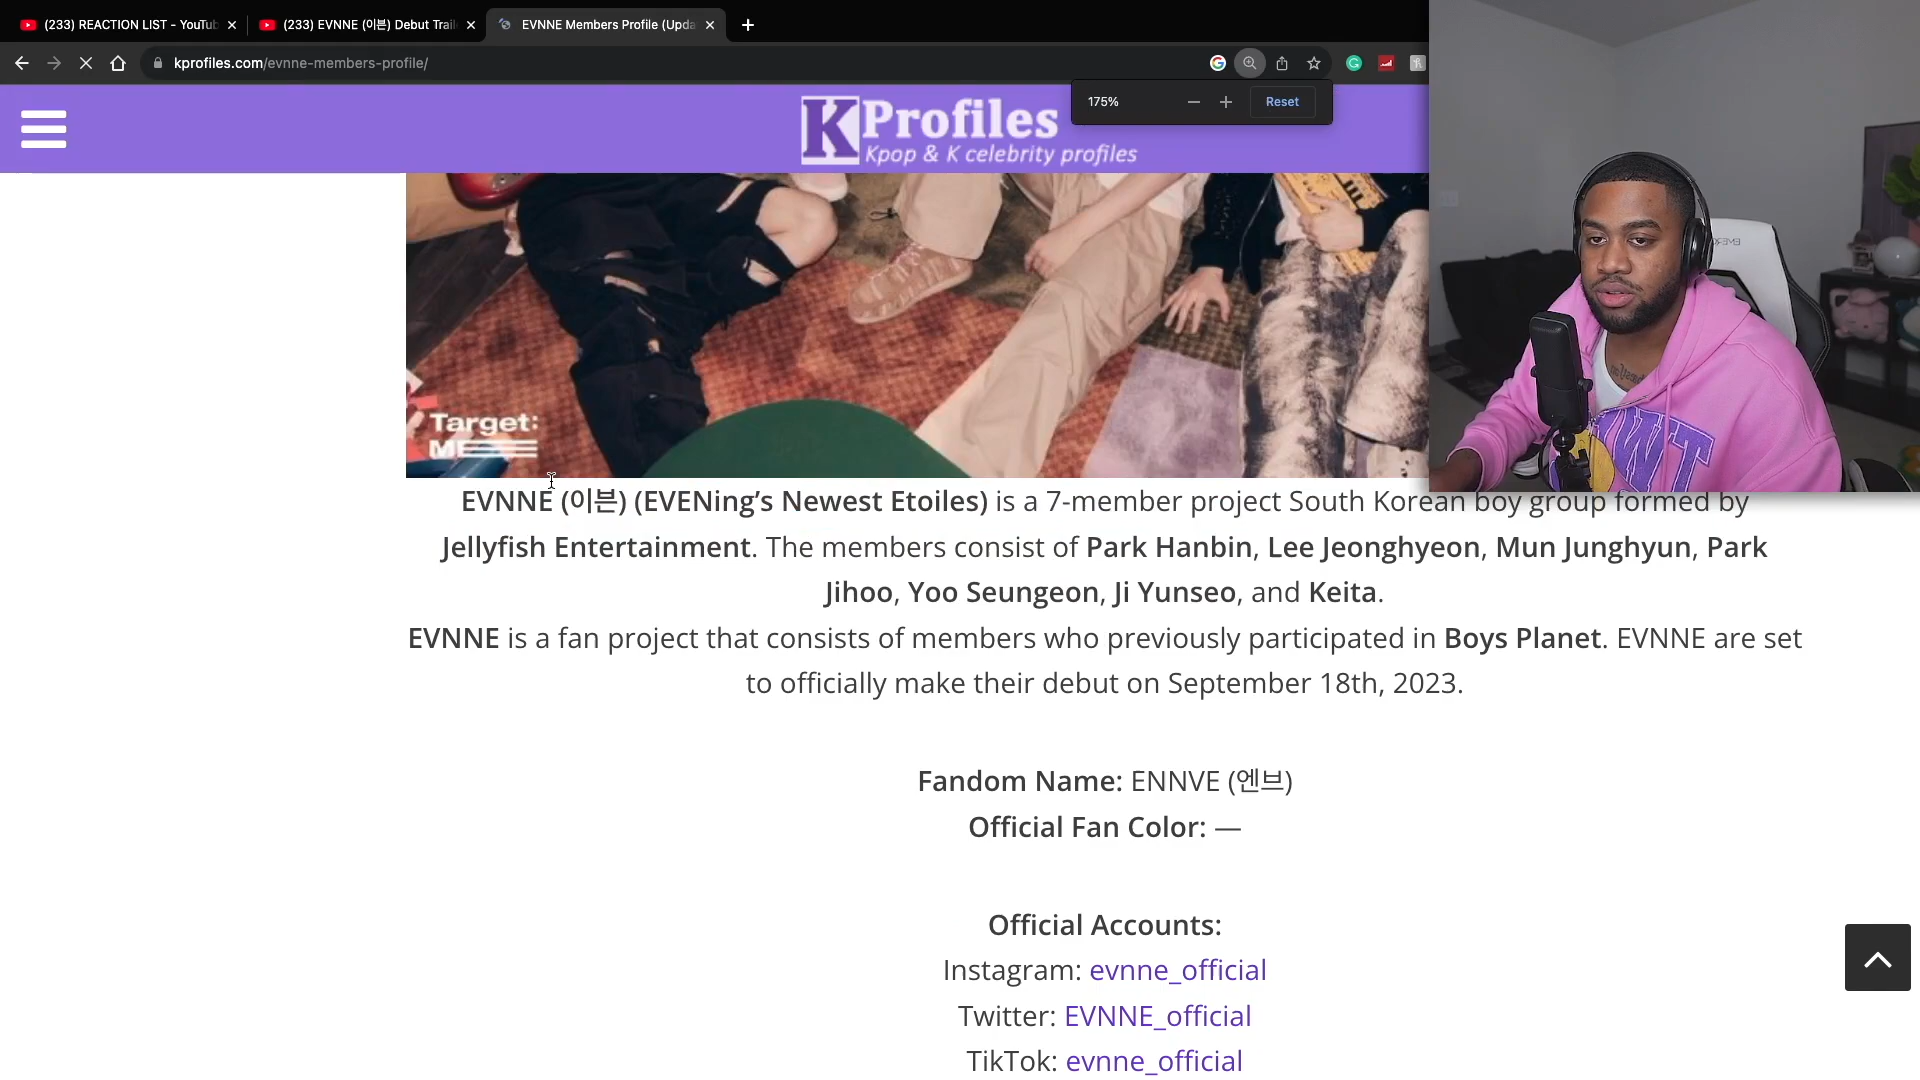 (233) REACTION LIST - YouTub
(233) EVNNE (이븐) Debut Trail
EVNNE Members Profile (Upda
kprofiles.com/evnne-members-profile/
175%
Reset
KProfiles
Kpop & K celebrity profiles
Target:
ME
EVNNE (이븐) (EVENing’s Newest Etoiles) is a 7-member project South Korean boy group formed by
Jellyfish Entertainment. The members consist of Park Hanbin, Lee Jeonghyeon, Mun Junghyun, Park
Jihoo, Yoo Seungeon, Ji Yunseo, and Keita.
EVNNE is a fan project that consists of members who previously participated in Boys Planet. EVNNE are set
to officially make their debut on September 18th, 2023.
Fandom Name: ENNVE (엔브)
Official Fan Color: —
Official Accounts:
Instagram: evnne_official
Twitter: EVNNE_official
TikTok: evnne_official